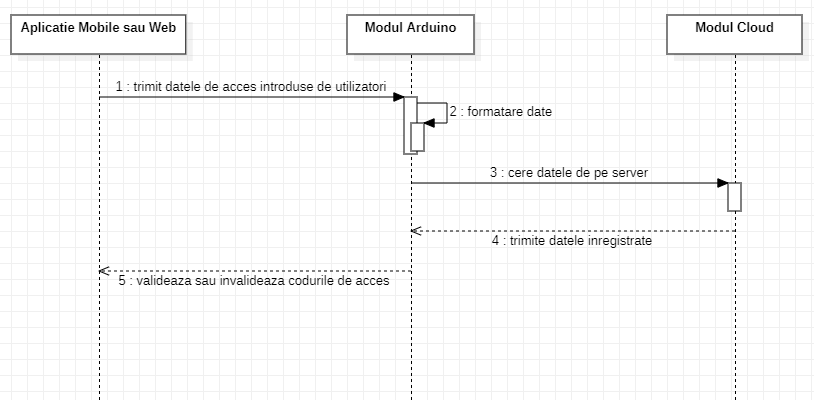 Aplicatie Mobile sau Web
Modul Arduino
Modul Cloud
1 : trimit datele de acces introduse de utilizatori
2 : formatare date
3 : cere datele de pe server
4 : trimite datele inregistrate
5 : valideaza sau invalideaza codurile de acces